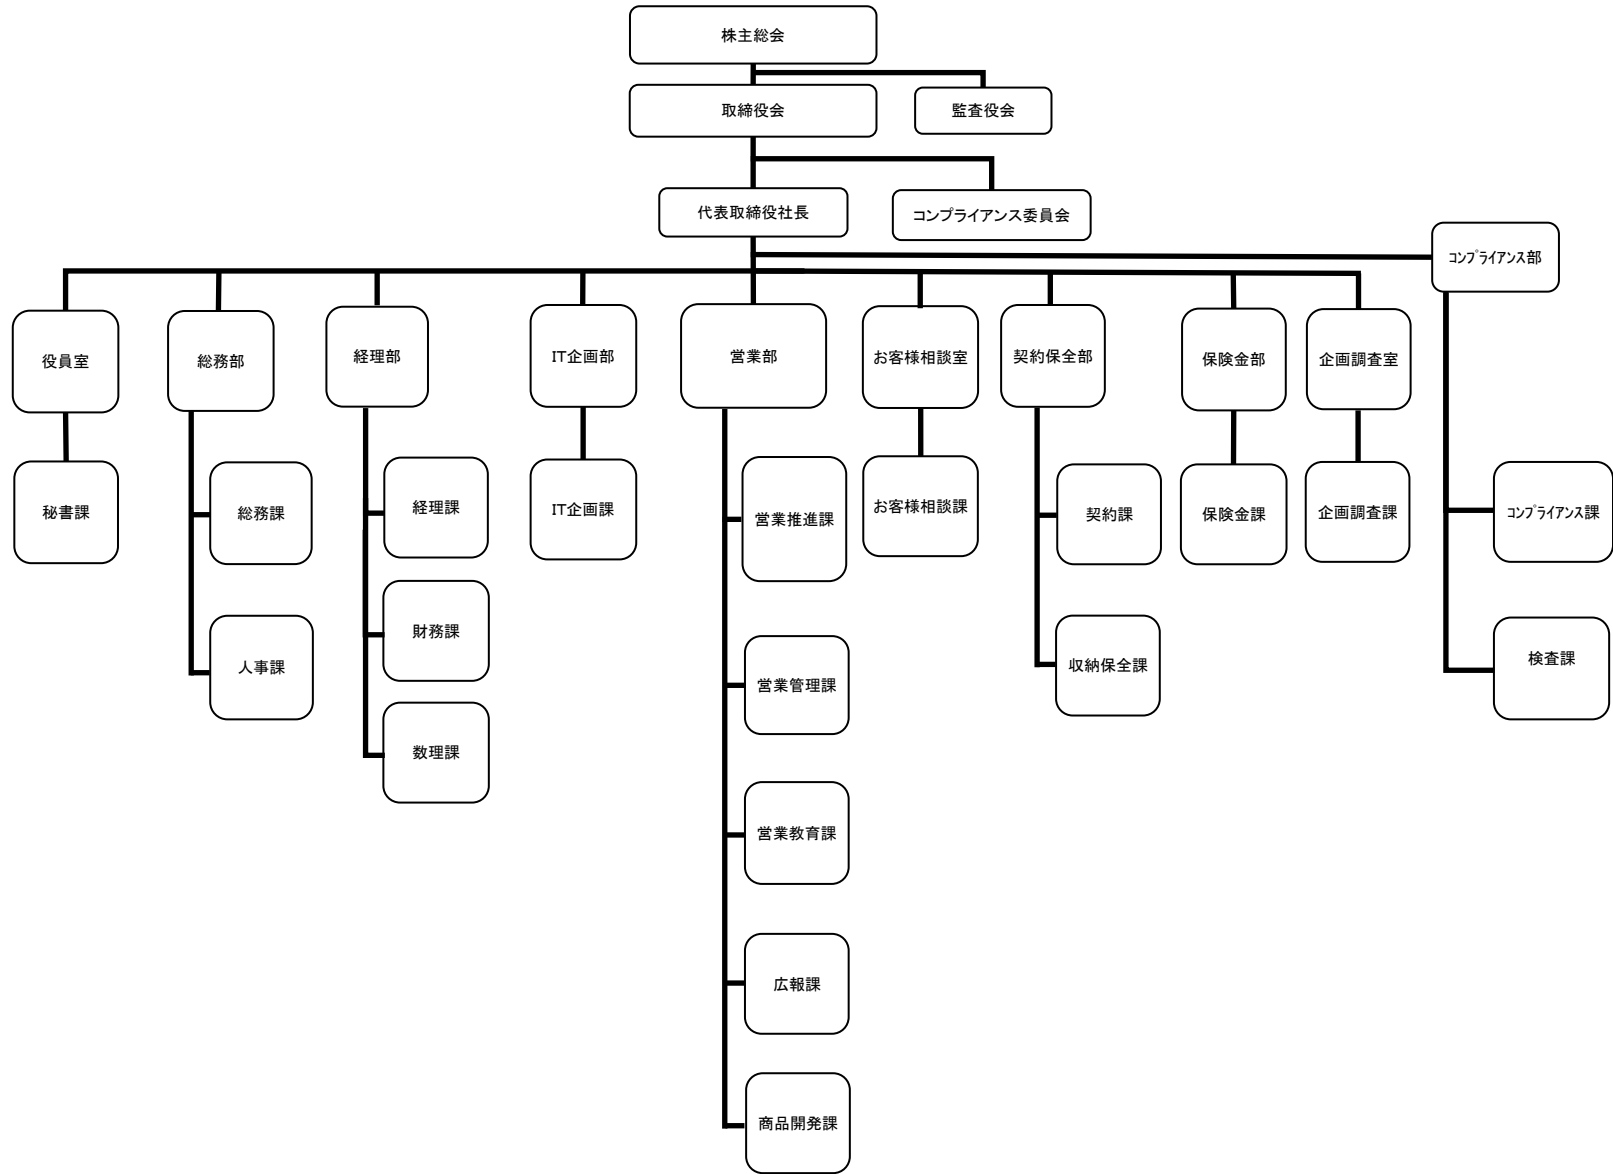 株主総会
取締役会
監査役会
代表取締役社長
コンプライアンス委員会
ｺﾝﾌﾟﾗｲｱﾝｽ部
役員室
総務部
経理部
IT企画部
営業部
お客様相談室
契約保全部
保険金部
企画調査室
秘書課
総務課
経理課
IT企画課
営業推進課
お客様相談課
契約課
保険金課
企画調査課
ｺﾝﾌﾟﾗｲｱﾝｽ課
人事課
財務課
営業管理課
収納保全課
検査課
数理課
営業教育課
広報課
商品開発課